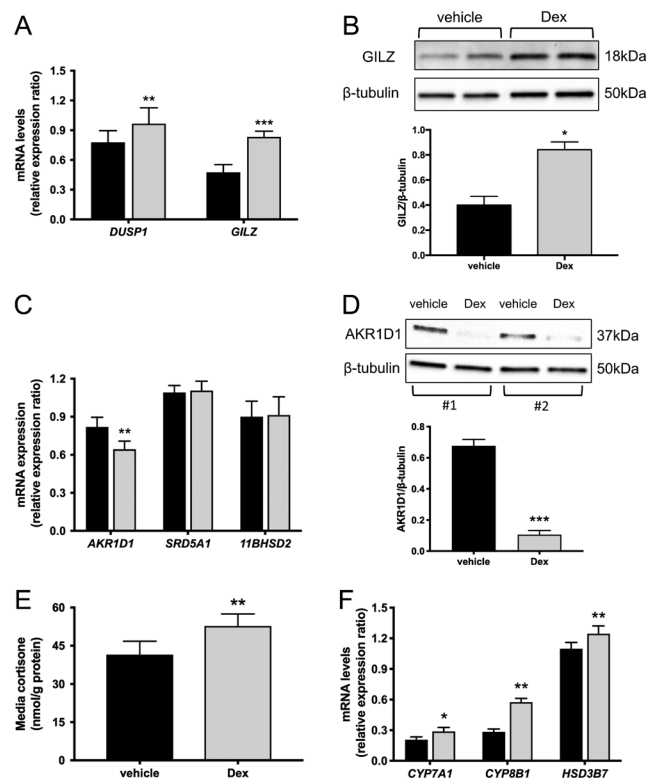 A
mRNA levels
(relative expression ratio)
1.5
1.2
0.9
0.6
0.3
0.0
**
***
DUSP1 GILZ
B
vehicle Dex
GILZ 18kDa
β-tubulin 50kDa
GILZ/β-tubulin
1.0
0.8
0.6
0.4
0.2
0.0
*
vehicle Dex
C
mRNA expression
(relative expression ratio)
1.2
0.9
0.6
0.3
0.0
**
AKR1D1 SRD5A1 11BHSD2
D
vehicle Dex vehicle Dex
AKR1D1 37kDa
β-tubulin 50kDa
#1 #2
AKR1D1/β-tubulin
0.8
0.6
0.4
0.2
0.0
***
vehicle Dex
E
Media cortisone
(nmol/g protein)
60
45
30
15
0
**
vehicle Dex
F
mRNA levels
(relative expression ratio)
1.5
1.2
0.9
0.6
0.3
0.0
*
**
**
CYP7A1 CYP8B1 HSD3B7